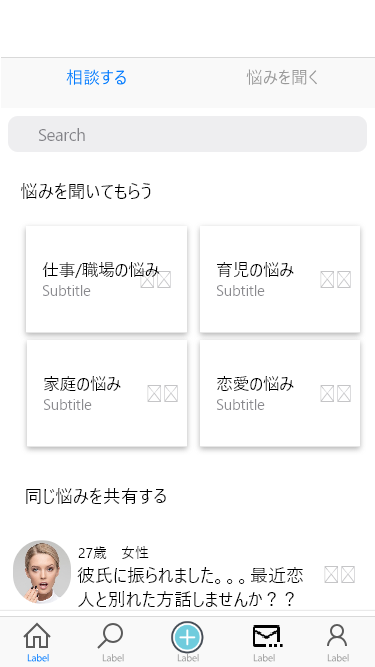 相談する
悩みを聞く
Search
悩みを聞いてもらう
仕事/職場の悩み
Subtitle
育児の悩み
Subtitle
家庭の悩み
Subtitle
恋愛の悩み
Subtitle
同じ悩みを共有する
27歳 女性
彼氏に振られました。。。最近恋
人と別れた方話しませんか？？
Label
Label
Label
Label
Label